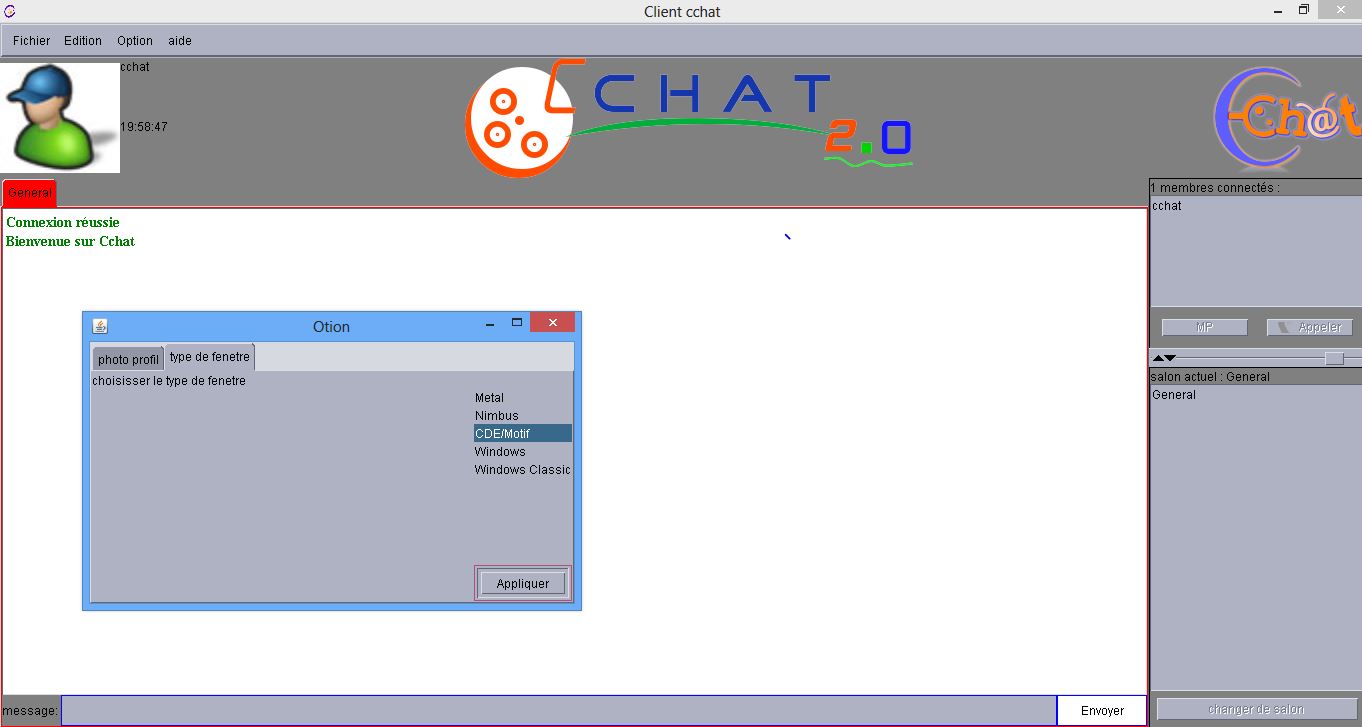 Client cchat
Fichier Edition Option aide
cchat
19:58:47
CHAT
2.0
Ch@t
General
Connexion réussie
Bienvenue sur Cchat
1 membres connectés :
cchat
MP Appeler
salon actuel : General
General
changer de salon
Otion
photo profil type de fenetre
choisisser le type de fenetre
Metal
Nimbus
CDE/Motif
Windows
Windows Classic
Appliquer
message: Envoyer